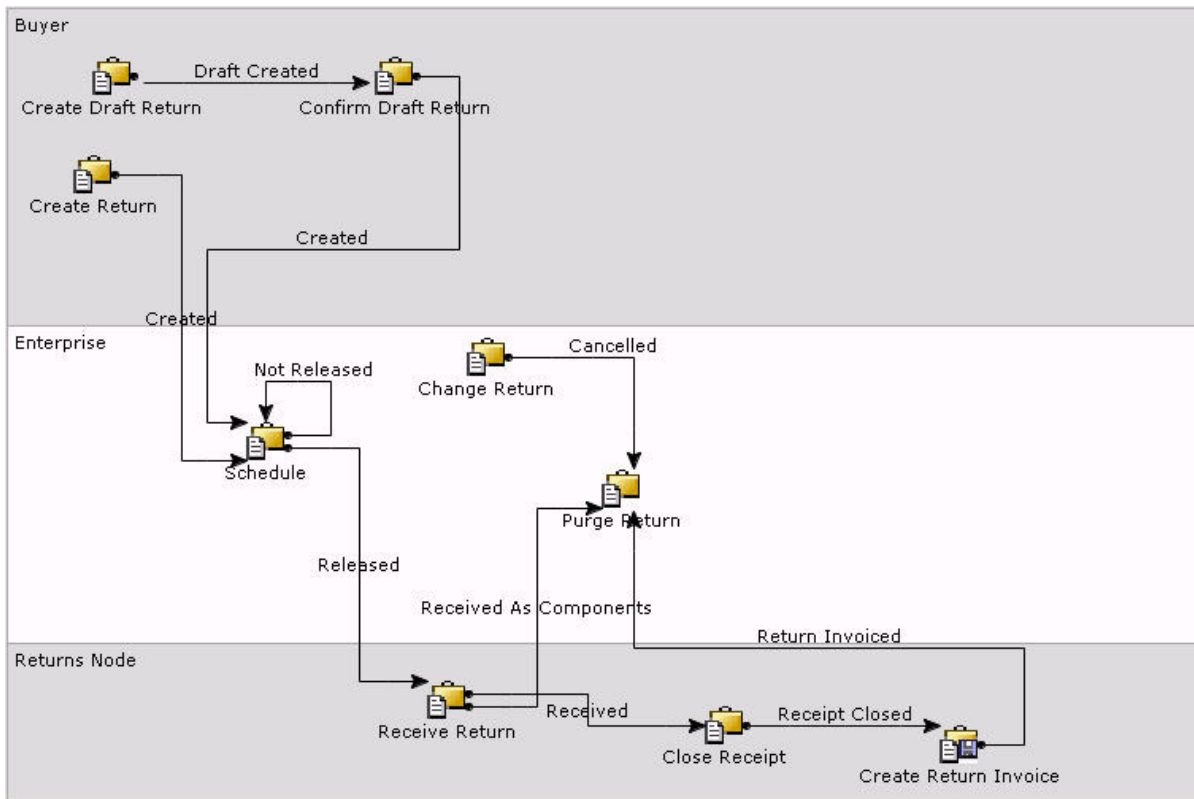 Buyer
Draft Created
Create Draft Return
Confirm Draft Return
Create Return
Created
Created
Enterprise
Cancelled
Not Released
Change Return
Schedule
Purge Return
Released
Received As Components
Return Invoiced
Returns Node
Received
Receipt Closed
Receive Return
Close Receipt
Create Return Invoice